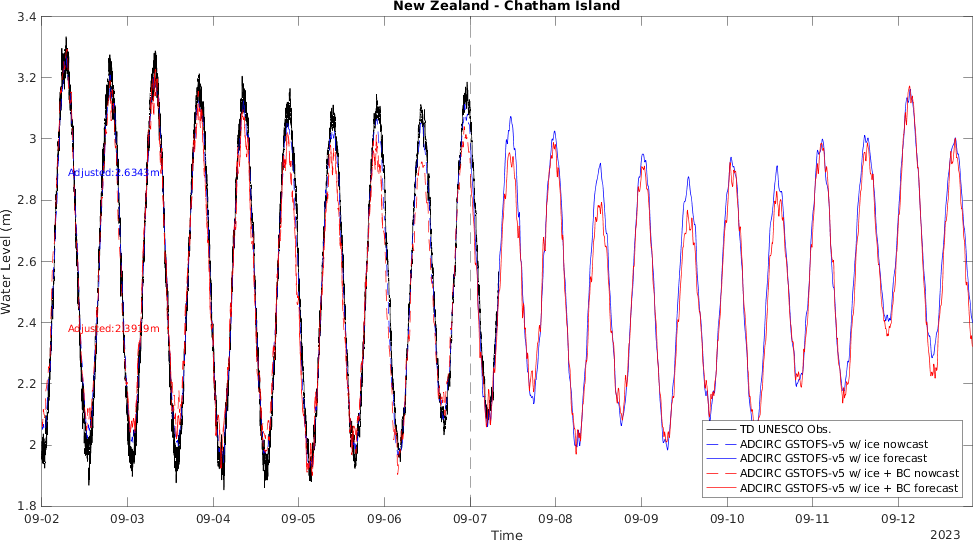 New Zealand - Chatham Island
3.4
3.2
3
2.8
2.6
2.4
2.2
2
1.8
Water Level (m)
Adjusted:2.6343m
Adjusted:2.3919m
TD UNESCO Obs.
ADCIRC GSTOFS-v5 w/ ice nowcast
ADCIRC GSTOFS-v5 w/ ice forecast
ADCIRC GSTOFS-v5 w/ ice + BC nowcast
ADCIRC GSTOFS-v5 w/ ice + BC forecast
09-02 09-03 09-04 09-05 09-06 09-07 09-08 09-09 09-10 09-11 09-12
Time
2023